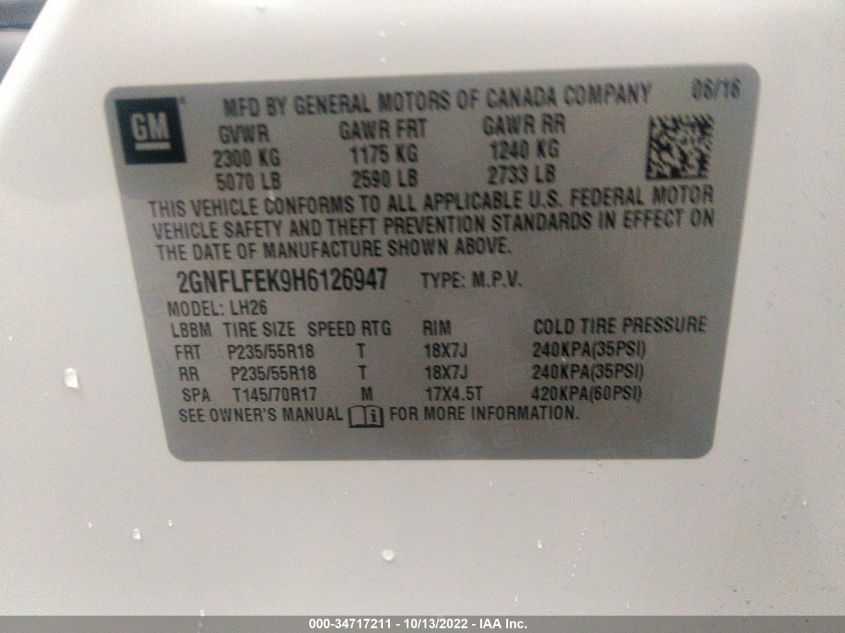 GM
MFD BY GENERAL MOTORS OF CANADA COMPANY 06/16
GVWR GAWR FRT GAWR RR
2300 KG 1175 KG 1240 KG
5070 LB 2590 LB 2733 LB
THIS VEHICLE CONFORMS TO ALL APPLICABLE U.S. FEDERAL MOTOR
VEHICLE SAFETY AND THEFT PREVENTION STANDARDS IN EFFECT ON
THE DATE OF MANUFACTURE SHOWN ABOVE.
2GNFLFEK9H6126947 TYPE: M.P.V.
MODEL: LH26
LBBM TIRE SIZE SPEED RTG RIM COLD TIRE PRESSURE
FRT P235/55R18 T 18X7J 240KPA(35PSI)
RR P235/55R18 T 18X7J 240KPA(35PSI)
SPA T145/70R17 M 17X4.5T 420KPA(60PSI)
SEE OWNER'S MANUAL i FOR MORE INFORMATION.
000-34717211 - 10/13/2022 - IAA Inc.